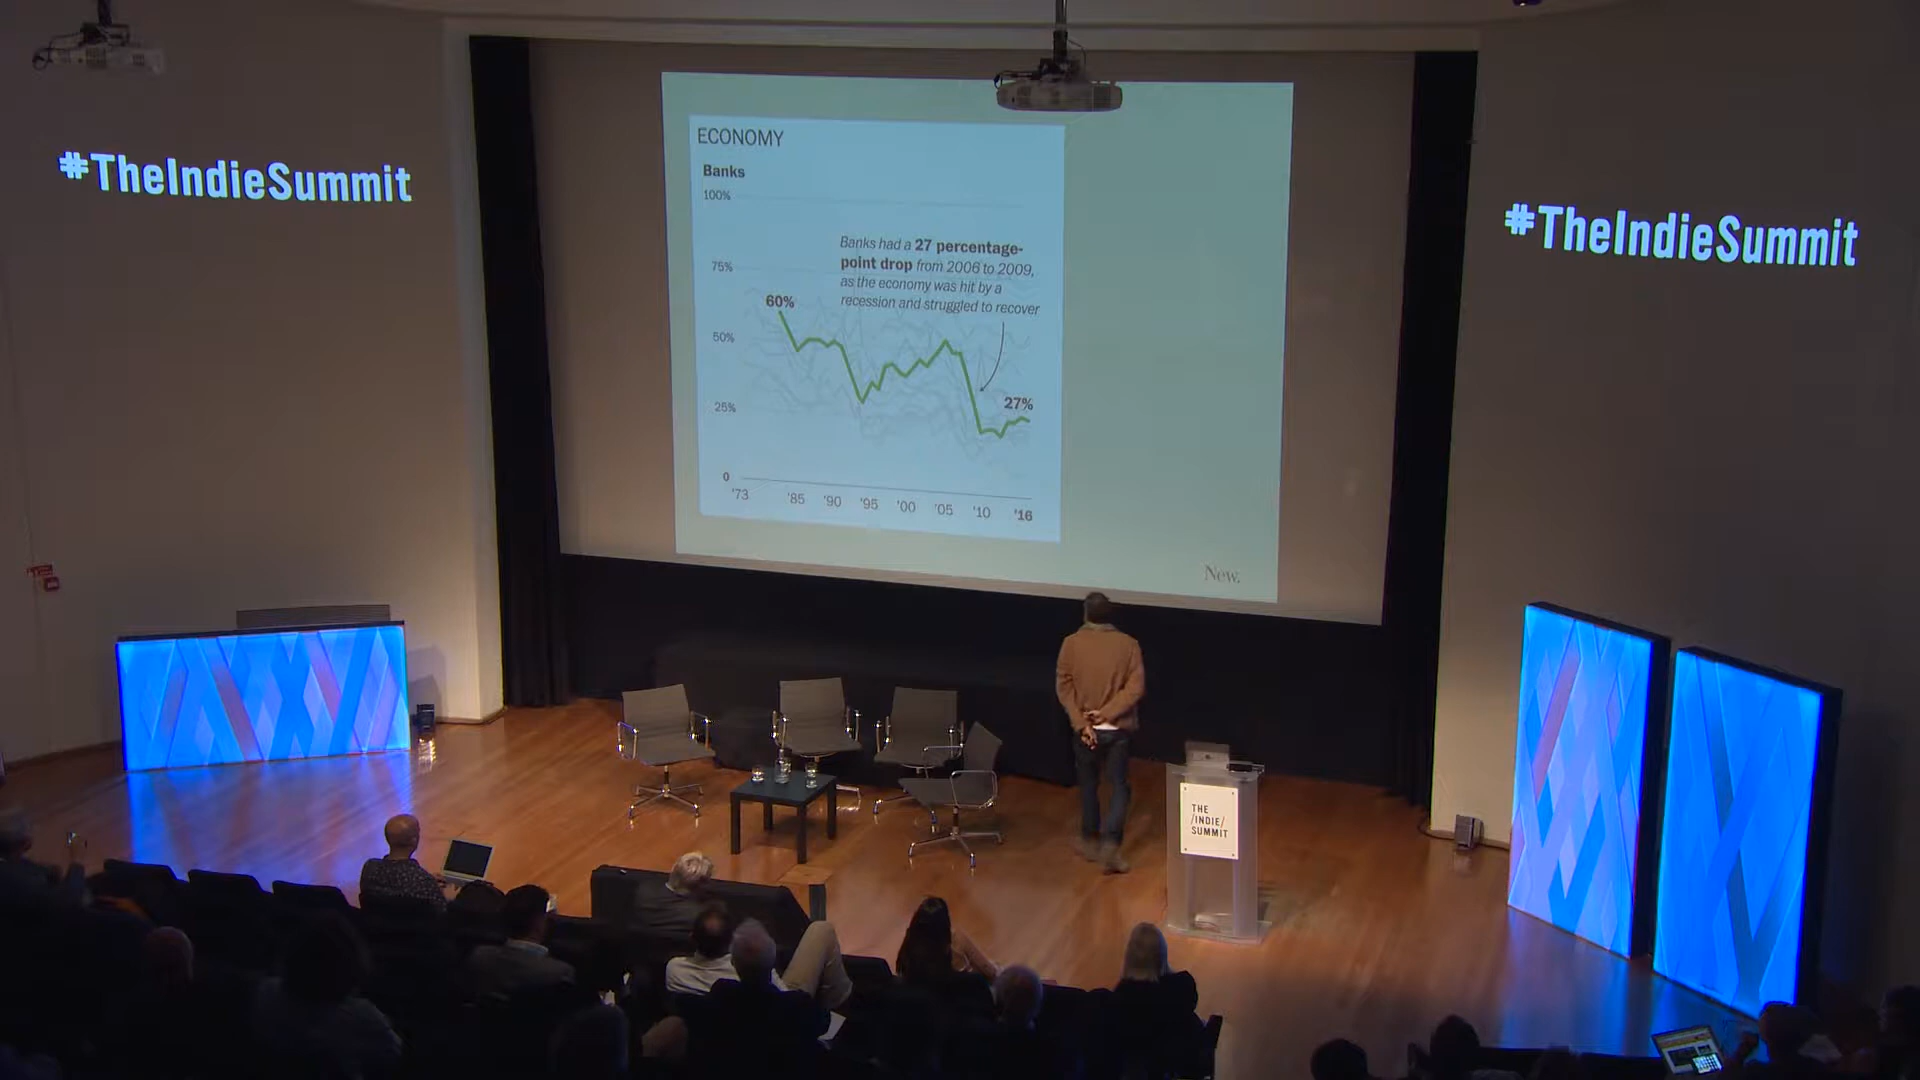 #TheIndieSummit
ECONOMY
Banks
100%
75%
50%
25%
0
Banks had a 27 percentage-
point drop from 2006 to 2009,
as the economy was hit by a
recession and struggled to recover
60%
27%
'73 '85 '90 '95 '00 '05 '10 '16
New.
#TheIndieSummit
THE
/INDIE/
SUMMIT